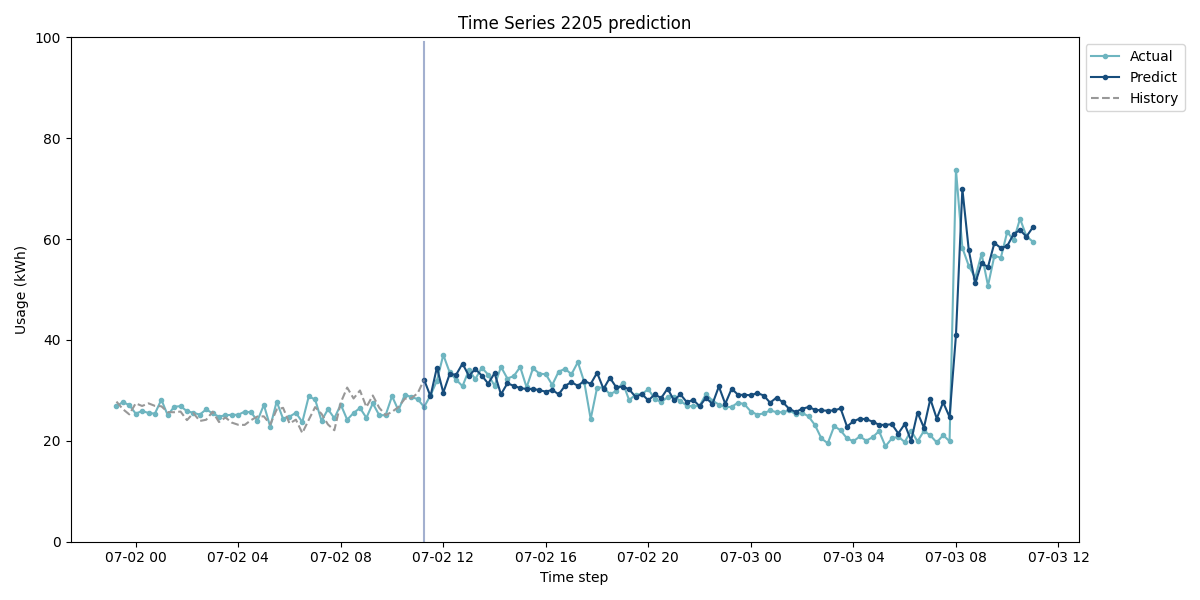 Time Series 2205 prediction
100
80
60
40
20
0
Usage (kWh)
07-02 00
07-02 04
07-02 08
07-02 12
07-02 16
07-02 20
07-03 00
07-03 04
07-03 08
07-03 12
Time step
Actual
Predict
History